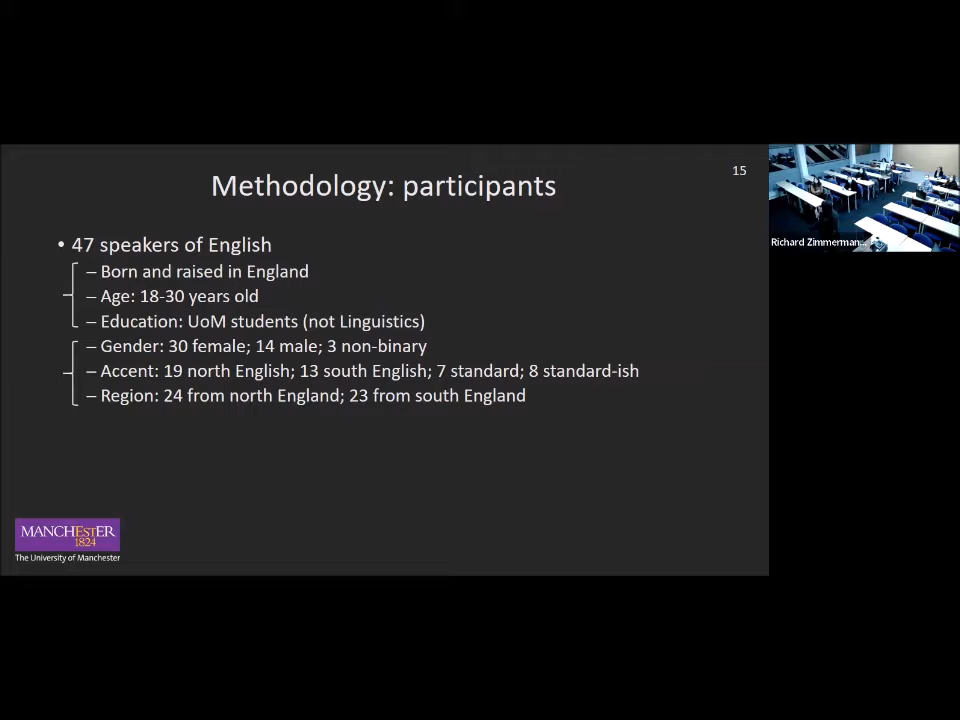 Methodology: participants
15
• 47 speakers of English
– Born and raised in England
– Age: 18-30 years old
– Education: UoM students (not Linguistics)
– Gender: 30 female; 14 male; 3 non-binary
– Accent: 19 north English; 13 south English; 7 standard; 8 standard-ish
– Region: 24 from north England; 23 from south England
Richard Zimmerman...
MANCHESTER
1824
The University of Manchester